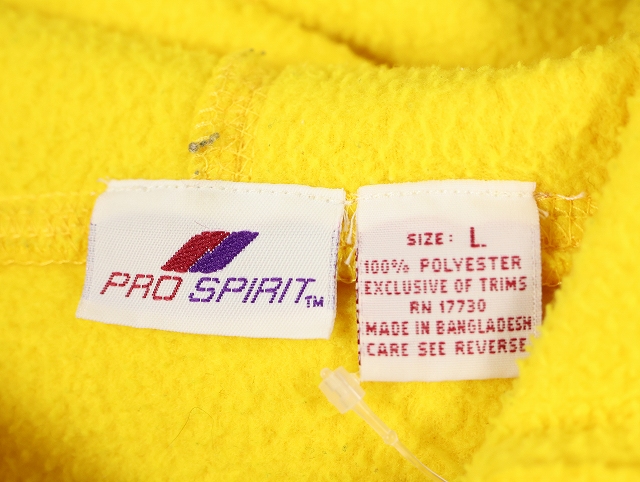 PRO SPIRIT™
SIZE: L
100% POLYESTER
EXCLUSIVE OF TRIMS
RN 17730
MADE IN BANGLADESH
CARE SEE REVERSE